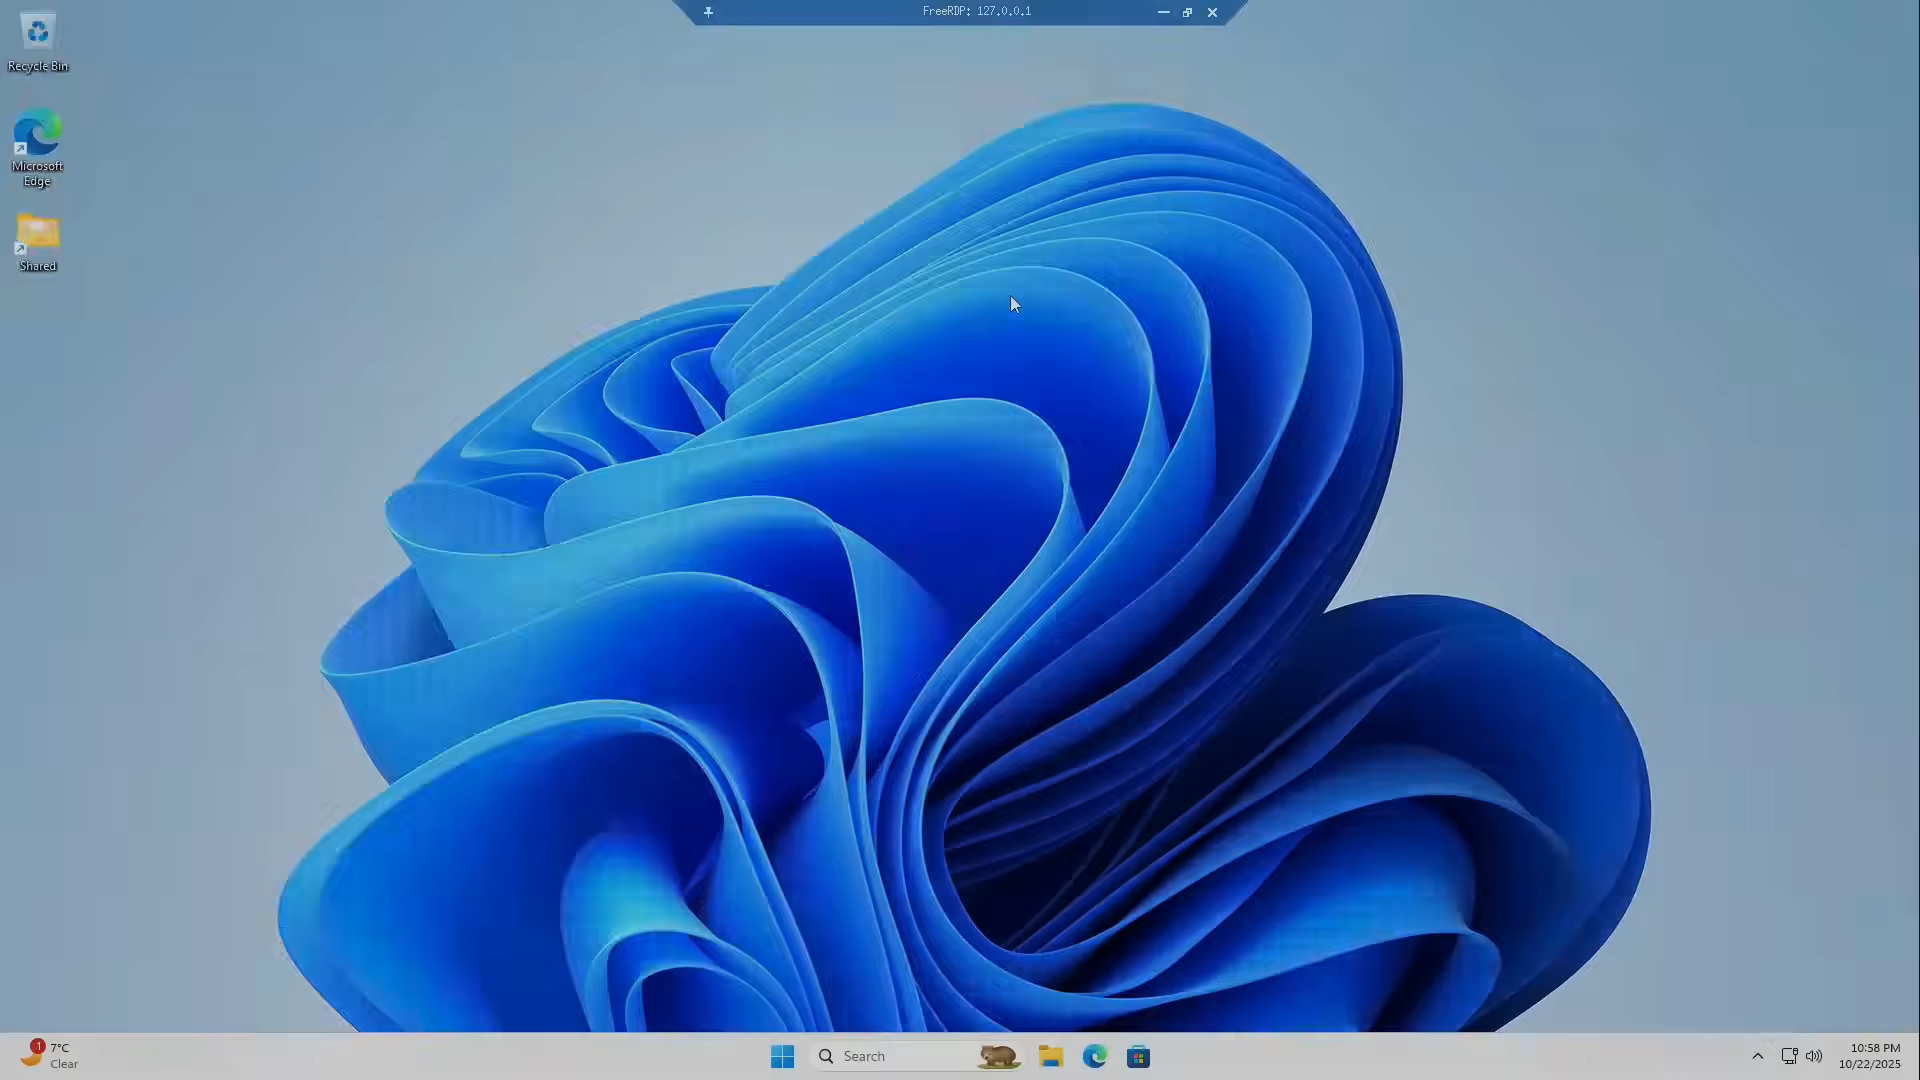 FreeRDP: 127.0.0.1
Recycle Bin
Microsoft
Edge
Shared
1
7°C
Clear
Search
10:58 PM
10/22/2025